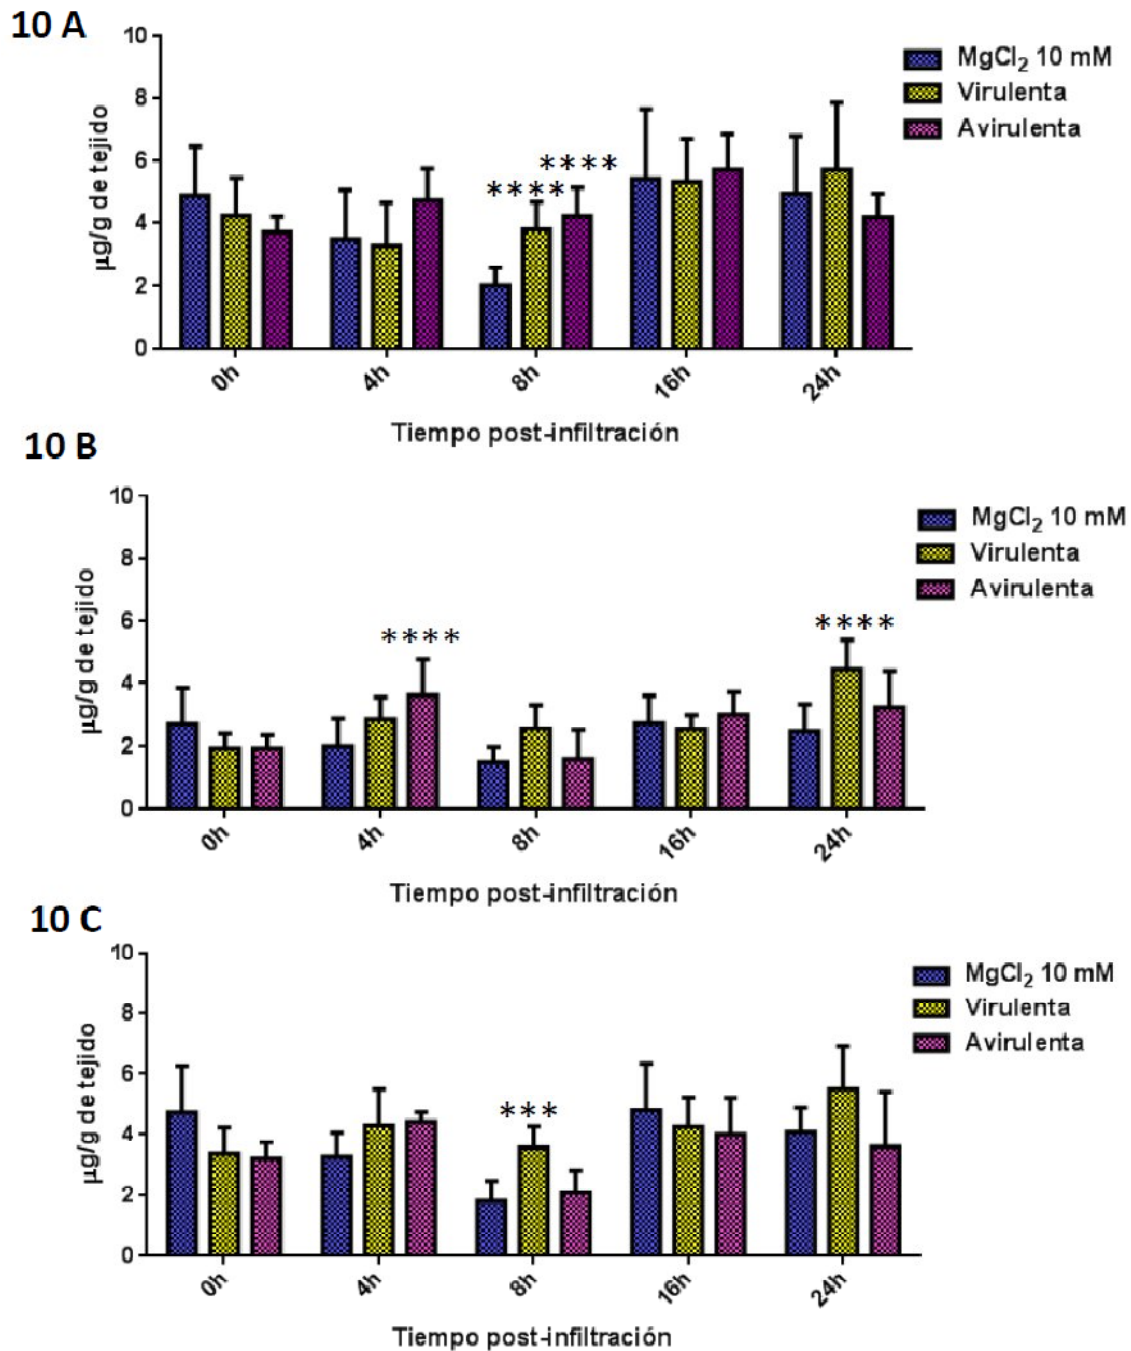 10 A
10
8
6
4
2
0
µg/g de tejido
****
****
MgCl2 10 mM
Virulenta
Avirulenta
0h
4h
8h
16h
24h
Tiempo post-infiltración
10 B
10
8
6
4
2
0
µg/g de tejido
****
****
MgCl2 10 mM
Virulenta
Avirulenta
0h
4h
8h
16h
24h
Tiempo post-infiltración
10 C
10
8
6
4
2
0
µg/g de tejido
***
MgCl2 10 mM
Virulenta
Avirulenta
0h
4h
8h
16h
24h
Tiempo post-infiltración